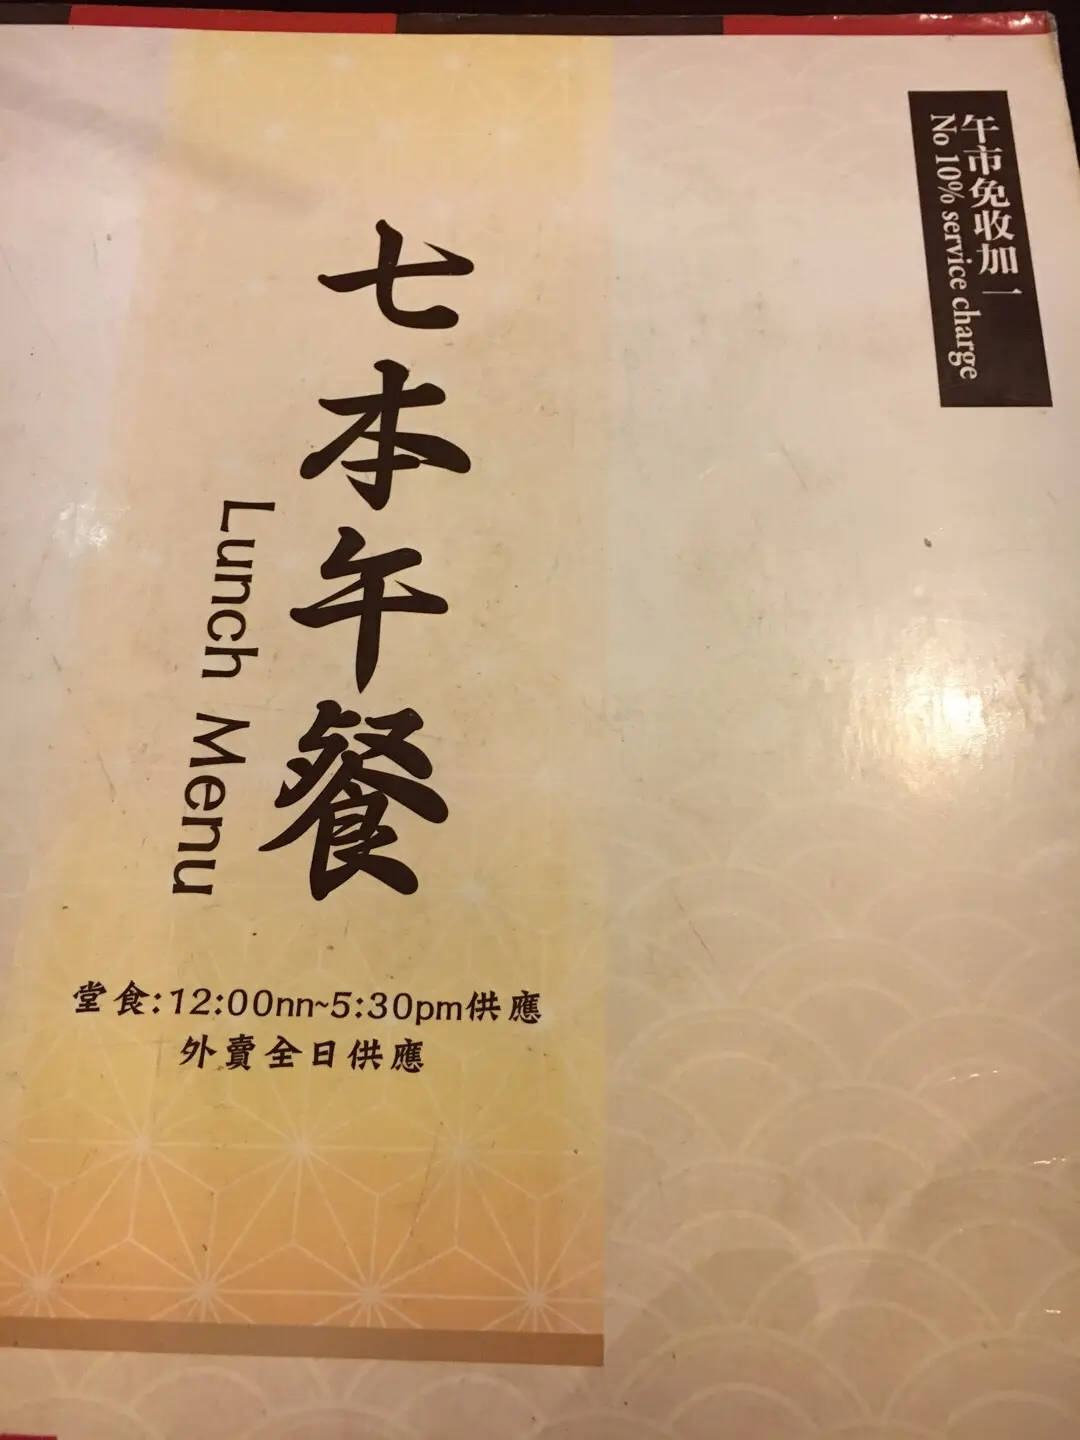 午市免收加一
No 10% service charge
七本午餐
Lunch Menu
堂食:12:00nn~5:30pm供應
外賣全日供應